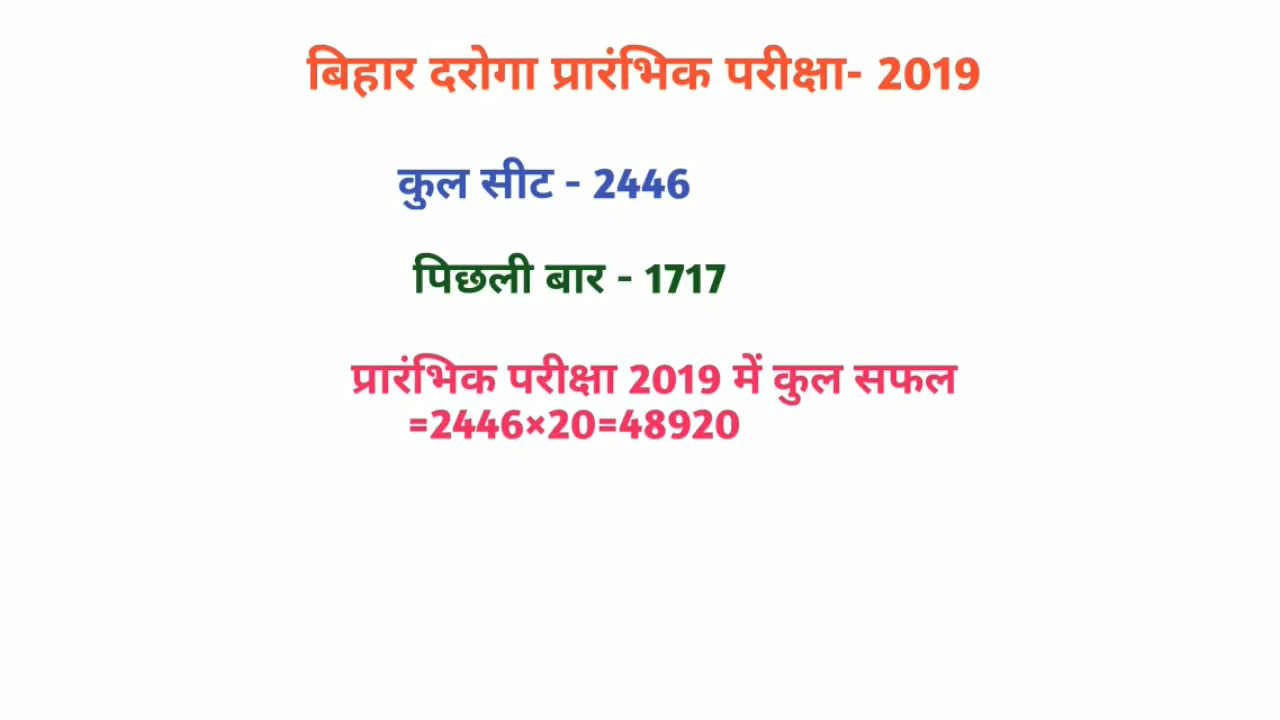 बिहार दरोगा प्रारंभिक परीक्षा- 2019
कुल सीट - 2446
पिछली बार - 1717
प्रारंभिक परीक्षा 2019 में कुल सफल
=2446×20=48920